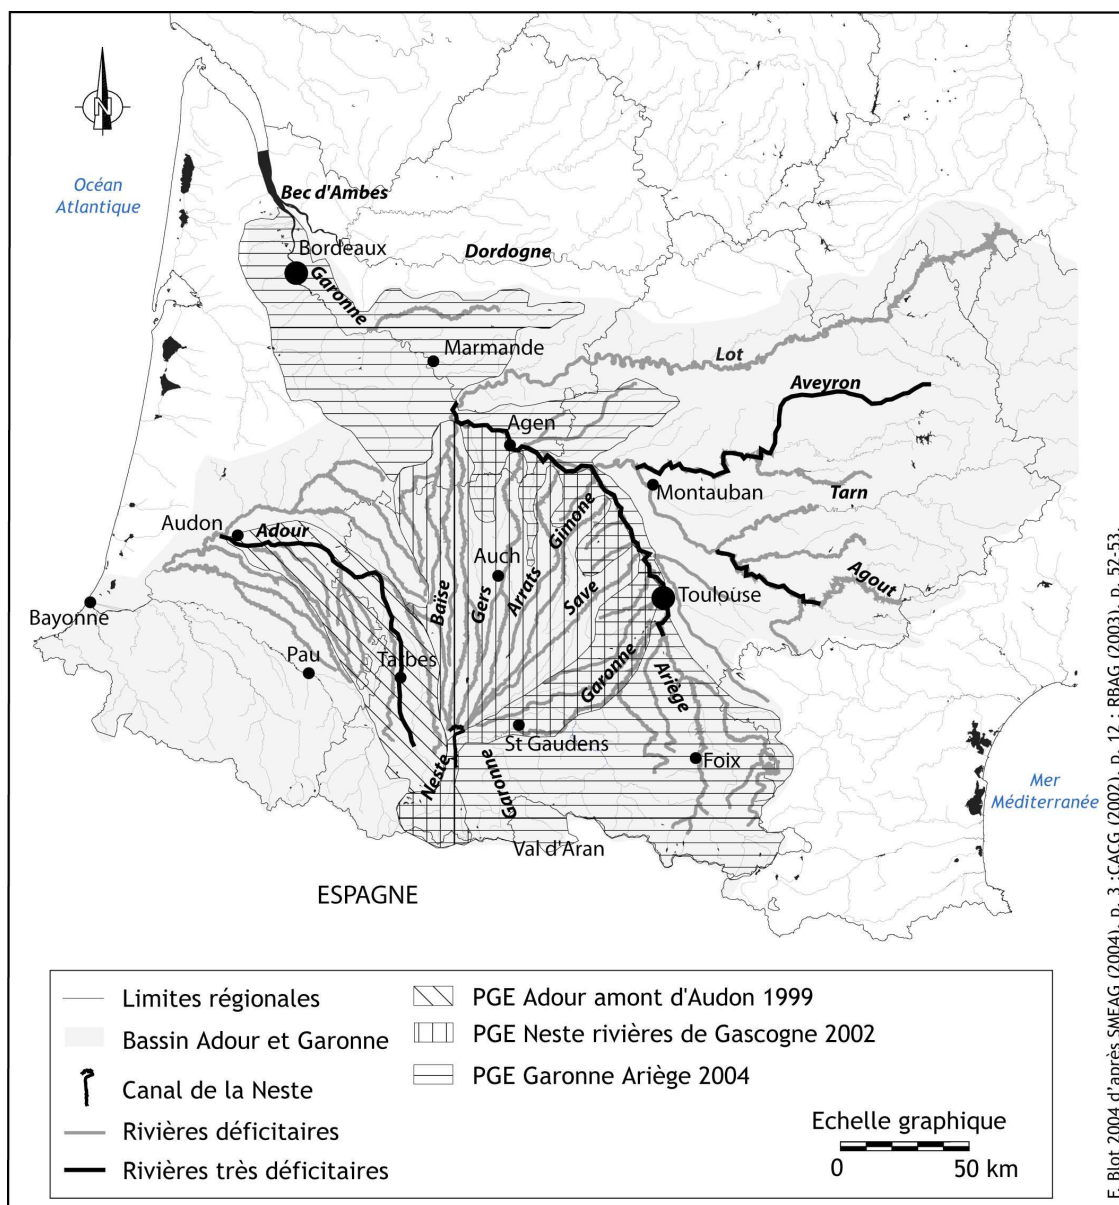 N
Océan
Atlantique
Bec d'Ambes
Bordeaux
Dordogne
Garonne
Marmande
Lot
Aveyron
Agen
Montauban
Tarn
Audon
Adour
Gimone
Auch
Agout
Baise
Gers
Arrats
Save
Toulouse
Bayonne
Pau
Tarbes
Garonne
Ariège
St Gaudens
Foix
Neste
Garonne
Mer
Méditerranée
Val d'Aran
ESPAGNE
Limites régionales
Bassin Adour et Garonne
Canal de la Neste
Rivières déficitaires
Rivières très déficitaires
PGE Adour amont d'Audon 1999
PGE Neste rivières de Gascogne 2002
PGE Garonne Ariège 2004
Echelle graphique
0 50 km
F. Blot 2004 d'après SMEAG (2004), p. 3 ;CACG (2002), p. 12 ; RBAG (2003) p. 52-53.